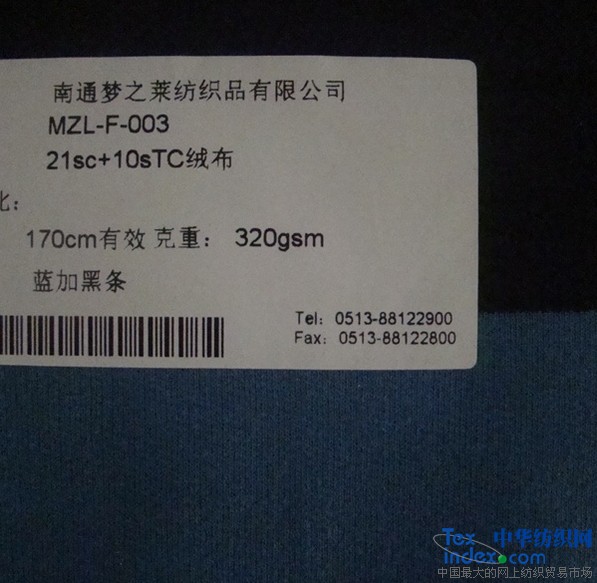 南通梦之莱纺织品有限公司
MZL-F-003
21sc+10sTC绒布
比：
170cm有效 克重： 320gsm
蓝加黑条
Tel: 0513-88122900
Fax: 0513-88122800
Tex 中华纺织网
index.com
中国最大的网上纺织贸易市场